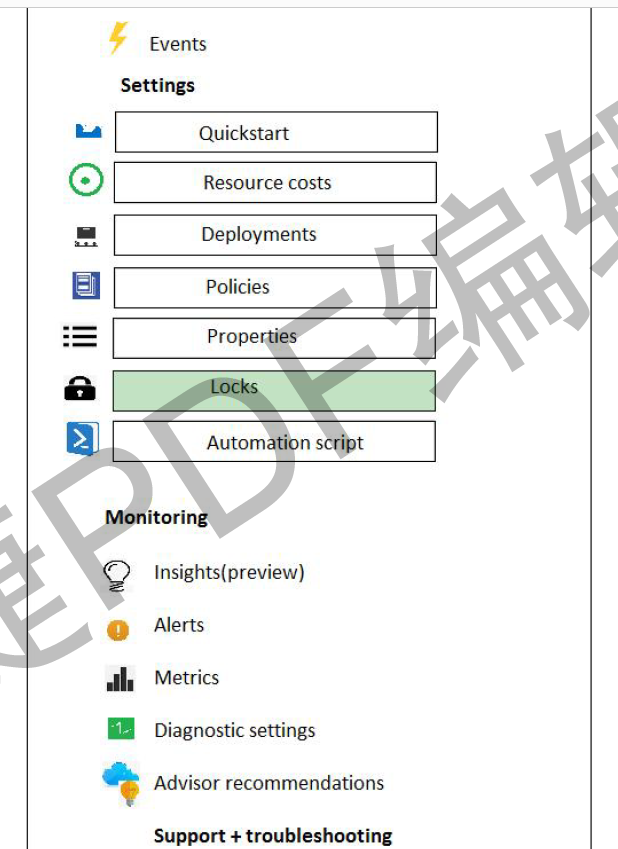 Events
Settings
Quickstart
Resource costs
Deployments
Policies
Properties
Locks
Automation script
Monitoring
Insights(preview)
Alerts
Metrics
Diagnostic settings
Advisor recommendations
Support + troubleshooting
捷PDF编辑